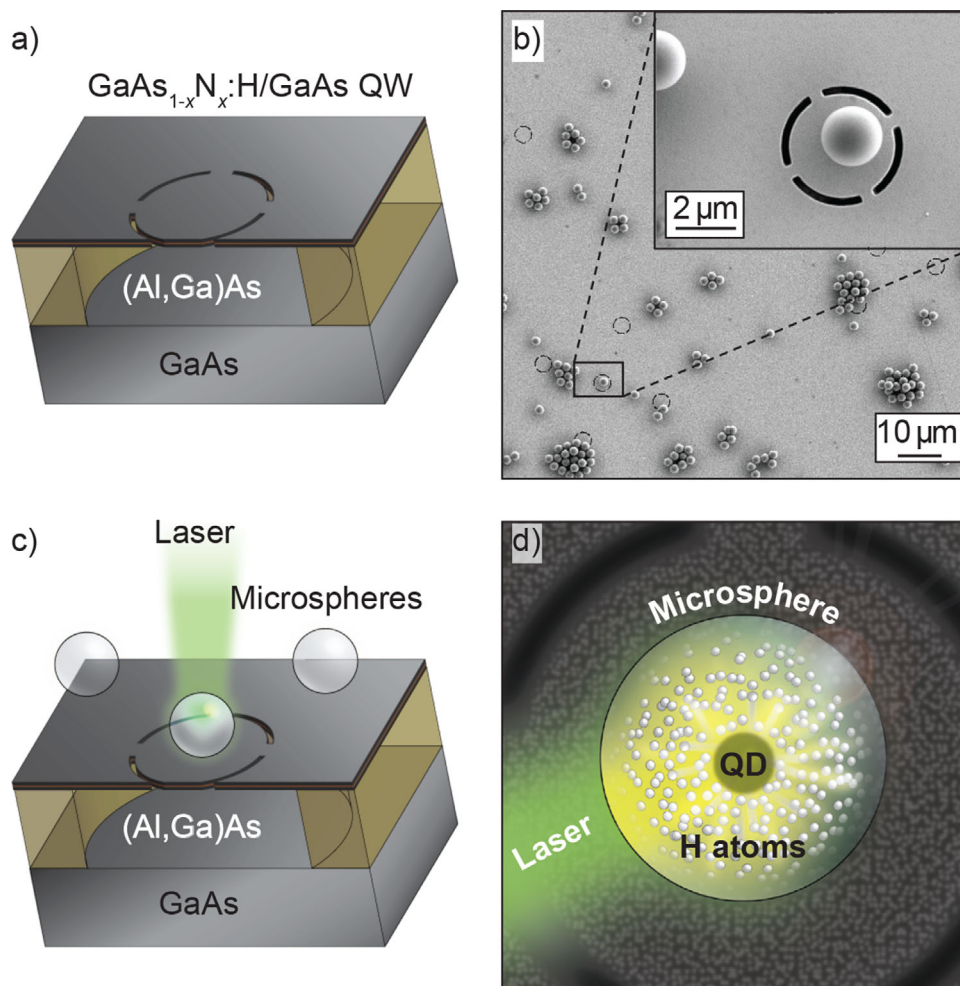 a)
GaAs1-xNx:H/GaAs QW
(Al,Ga)As
GaAs
b)
2 µm
10 µm
c)
Laser
Microspheres
(Al,Ga)As
GaAs
d)
Microsphere
QD
H atoms
Laser